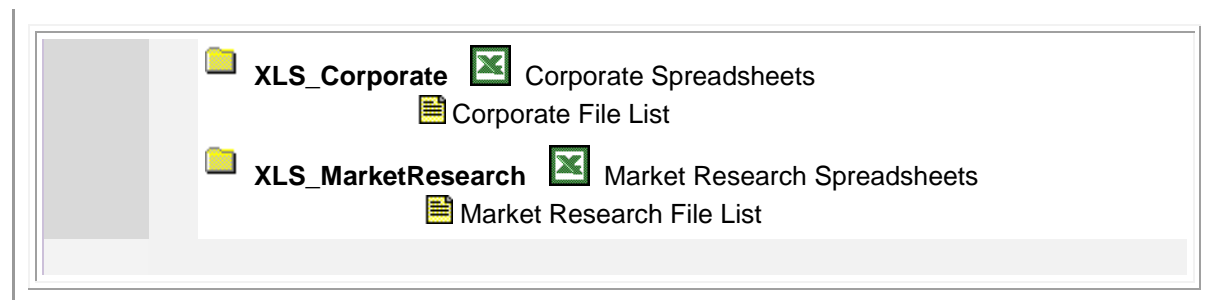 XLS_Corporate Corporate Spreadsheets
Corporate File List
XLS_MarketResearch Market Research Spreadsheets
Market Research File List